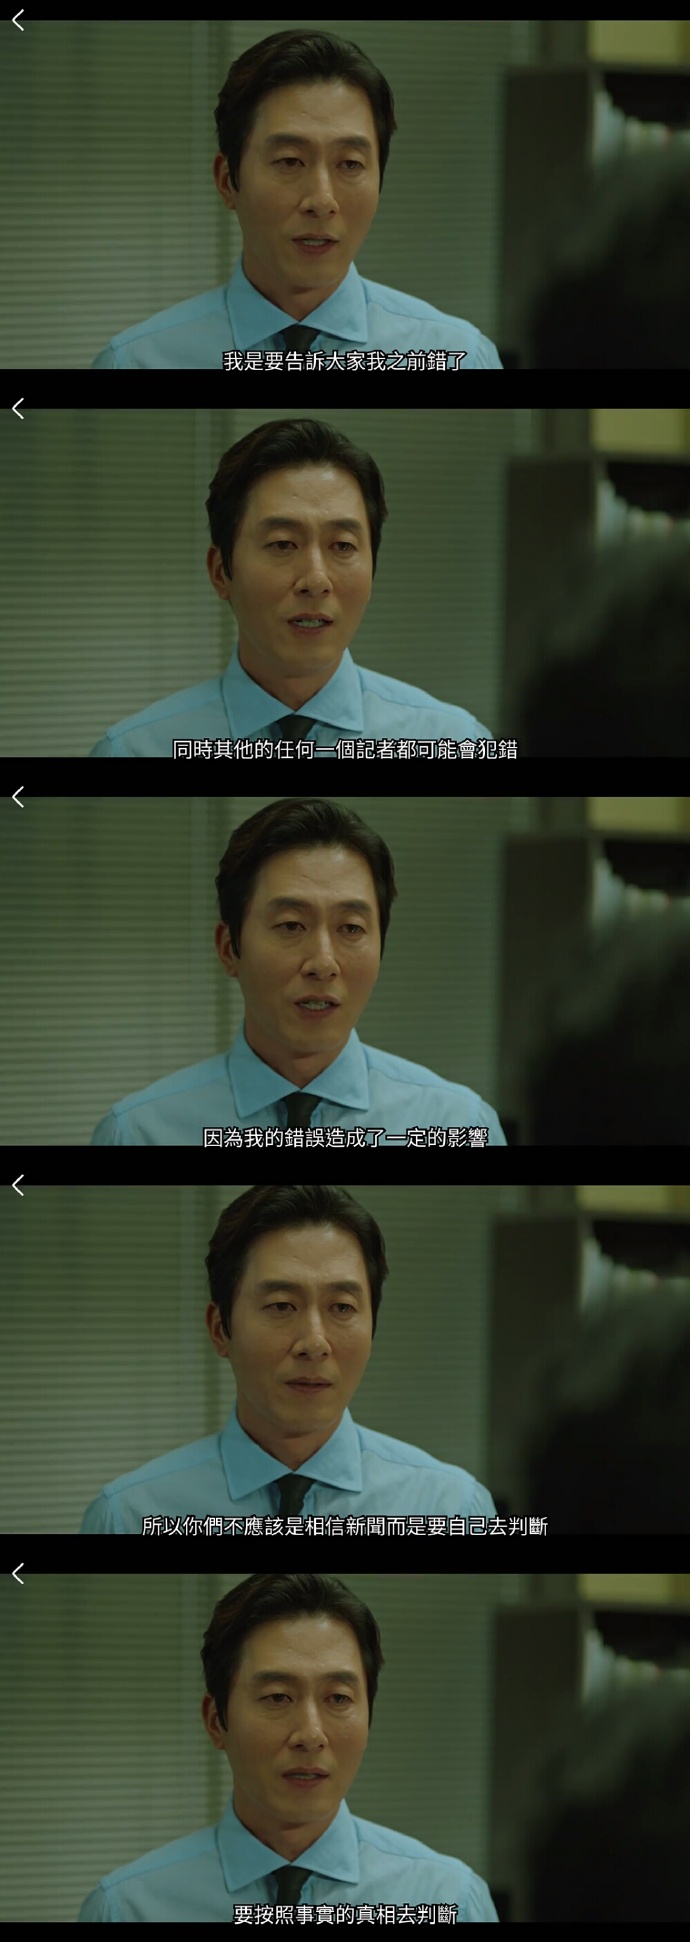 我是要告訴大家我之前錯了
同時其他的任何一個記者都可能會犯錯
因為我的錯誤造成了一定的影響
所以你們不應該是相信新聞而是要自己去判斷
要按照事實的真相去判斷